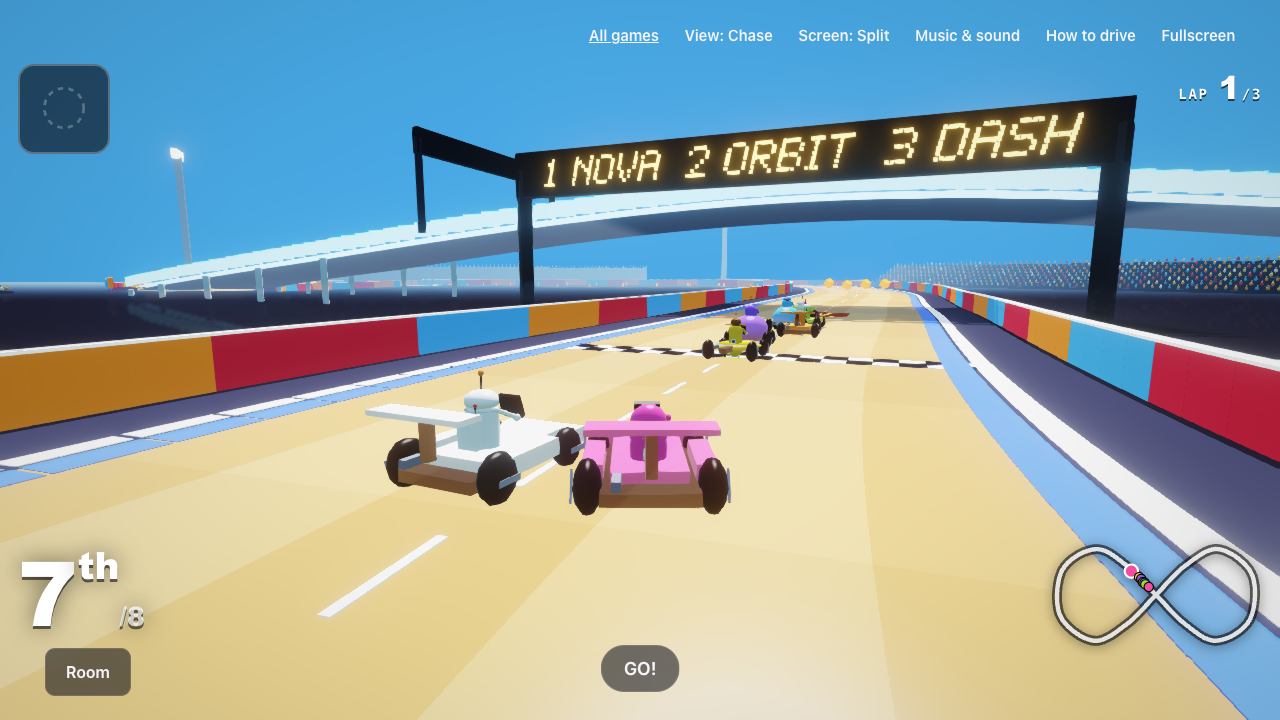 All games View: Chase Screen: Split Music & sound How to drive Fullscreen
LAP 1/3
1 NOVA 2 ORBIT 3 DASH
7th /8
Room
GO!